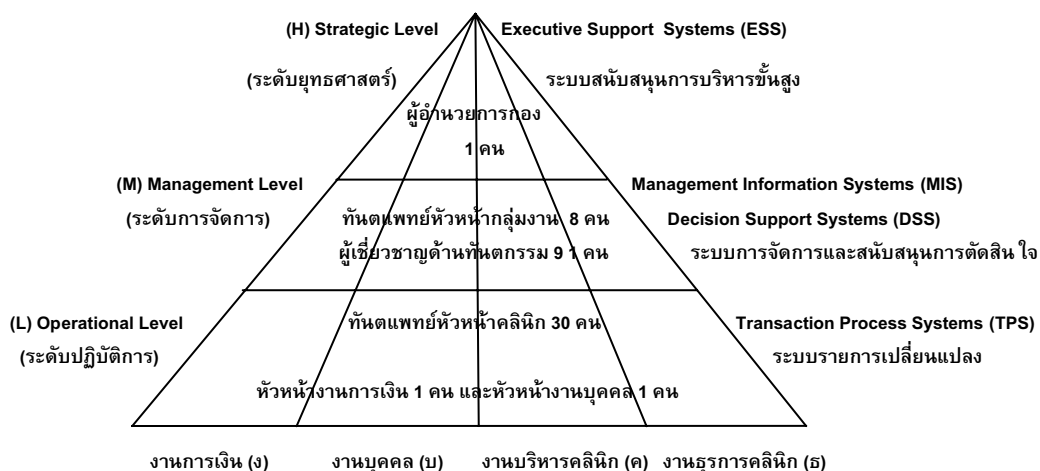 (H) Strategic Level
Executive Support Systems (ESS)
(ระดับยุทธศาสตร์)
ระบบสนับสนุนการบริหารขั้นสูง
ผู้อำนวยการกอง
1 คน
(M) Management Level
Management Information Systems (MIS)
(ระดับการจัดการ)
ทันตแพทย์หัวหน้ากลุ่มงาน 8 คน
Decision Support Systems (DSS)
ผู้เชี่ยวชาญด้านทันตกรรม 9 1 คน
ระบบการจัดการและสนับสนุนการตัดสิน ใจ
(L) Operational Level
ทันตแพทย์หัวหน้าคลินิก 30 คน
Transaction Process Systems (TPS)
(ระดับปฏิบัติการ)
ระบบรายการเปลี่ยนแปลง
หัวหน้างานการเงิน 1 คน และหัวหน้างานบุคคล 1 คน
งานการเงิน (ง)
งานบุคคล (บ)
งานบริหารคลินิก (ค)
งานธุรการคลินิก (ธ)